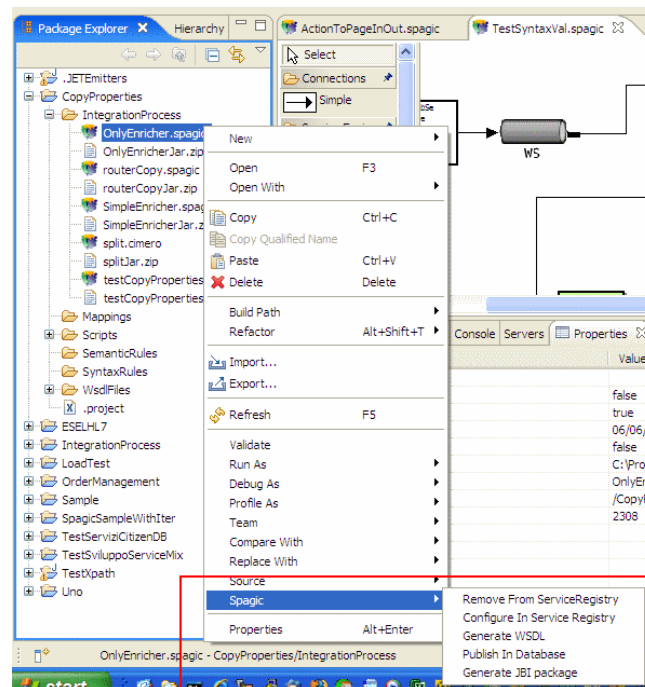 Package Explorer
Hierarchy
ActionToPageInOut.spagic
TestSyntaxVal.spagic
Select
Connections
Simple
WS
.JETEmitters
CopyProperties
IntegrationProcess
OnlyEnricher.spagic
OnlyEnricherJar.zip
routerCopy.spagic
routerCopyJar.zip
SimpleEnricher.spag
SimpleEnricherJar.z
split.cimero
splitJar.zip
testCopyProperties
testCopyProperties
Mappings
Scripts
SemanticRules
SyntaxRules
WsdlFiles
.project
ESELHL7
IntegrationProcess
LoadTest
OrderManagement
Sample
SpagicSampleWithIter
TestServiziCitizenDB
TestSviluppoServiceMix
TestXpath
Uno
New
Open F3
Open With
Copy Ctrl+C
Copy Qualified Name
Paste Ctrl+V
Delete Delete
Build Path
Refactor Alt+Shift+T
Import...
Export...
Refresh F5
Validate
Run As
Debug As
Profile As
Team
Compare With
Replace With
Source
Spagic
Properties Alt+Enter
Remove From ServiceRegistry
Configure In Service Registry
Generate WSDL
Publish In Database
Generate JBI package
Console Servers Properties
Value
false
true
06/06/
false
C:\Pro
OnlyEn
/CopyP
2308
OnlyEnricher.spagic - CopyProperties/IntegrationProcess
start